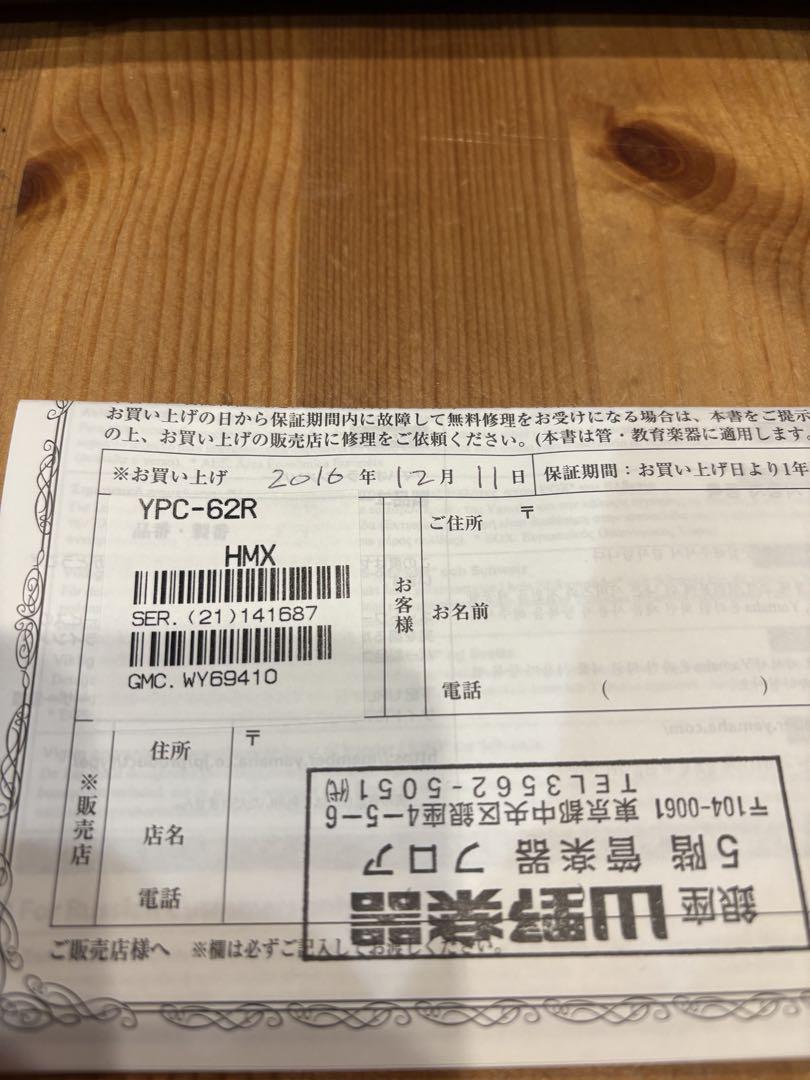 お買い上げの日から保証期間内に故障して無料修理をお受けになる場合は、本書をご提示
の上、お買い上げの販売店に修理をご依頼ください。(本書は管・教育楽器に適用します。
※お買い上げ 2016 年 12 月 11 日 保証期間:お買い上げ日より1年
YPC-62R
HMX
SER.(21)141687
GMC.WY69410
お客様
ご住所 〒
お名前
電話 ( )
※販売店
住所 〒
店名
電話
銀座 山野楽器
5階 管楽器 フロア
〒104-0061 東京都中央区銀座4-5-6
TEL3562-5051(代)
ご販売店様へ ※欄は必ずご記入してお渡しください。